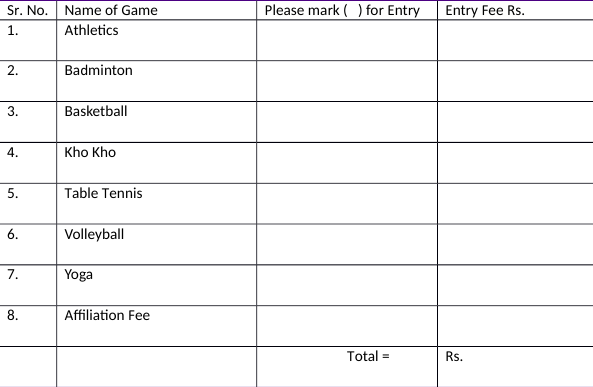 Sr. No. Name of Game Please mark (  ) for Entry Entry Fee Rs.
1. Athletics
2. Badminton
3. Basketball
4. Kho Kho
5. Table Tennis
6. Volleyball
7. Yoga
8. Affiliation Fee
Total = Rs.